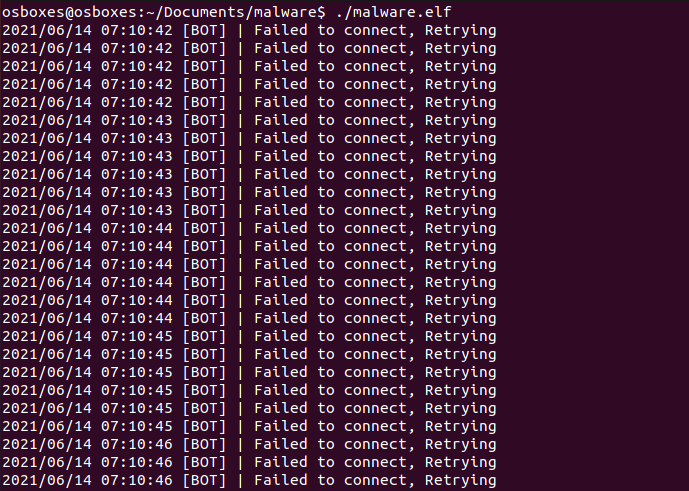 osboxes@osboxes:~/Documents/malware$ ./malware.elf
2021/06/14 07:10:42 [BOT] | Failed to connect, Retrying
2021/06/14 07:10:42 [BOT] | Failed to connect, Retrying
2021/06/14 07:10:42 [BOT] | Failed to connect, Retrying
2021/06/14 07:10:42 [BOT] | Failed to connect, Retrying
2021/06/14 07:10:42 [BOT] | Failed to connect, Retrying
2021/06/14 07:10:43 [BOT] | Failed to connect, Retrying
2021/06/14 07:10:43 [BOT] | Failed to connect, Retrying
2021/06/14 07:10:43 [BOT] | Failed to connect, Retrying
2021/06/14 07:10:43 [BOT] | Failed to connect, Retrying
2021/06/14 07:10:43 [BOT] | Failed to connect, Retrying
2021/06/14 07:10:43 [BOT] | Failed to connect, Retrying
2021/06/14 07:10:44 [BOT] | Failed to connect, Retrying
2021/06/14 07:10:44 [BOT] | Failed to connect, Retrying
2021/06/14 07:10:44 [BOT] | Failed to connect, Retrying
2021/06/14 07:10:44 [BOT] | Failed to connect, Retrying
2021/06/14 07:10:44 [BOT] | Failed to connect, Retrying
2021/06/14 07:10:44 [BOT] | Failed to connect, Retrying
2021/06/14 07:10:45 [BOT] | Failed to connect, Retrying
2021/06/14 07:10:45 [BOT] | Failed to connect, Retrying
2021/06/14 07:10:45 [BOT] | Failed to connect, Retrying
2021/06/14 07:10:45 [BOT] | Failed to connect, Retrying
2021/06/14 07:10:45 [BOT] | Failed to connect, Retrying
2021/06/14 07:10:45 [BOT] | Failed to connect, Retrying
2021/06/14 07:10:46 [BOT] | Failed to connect, Retrying
2021/06/14 07:10:46 [BOT] | Failed to connect, Retrying
2021/06/14 07:10:46 [BOT] | Failed to connect, Retrying